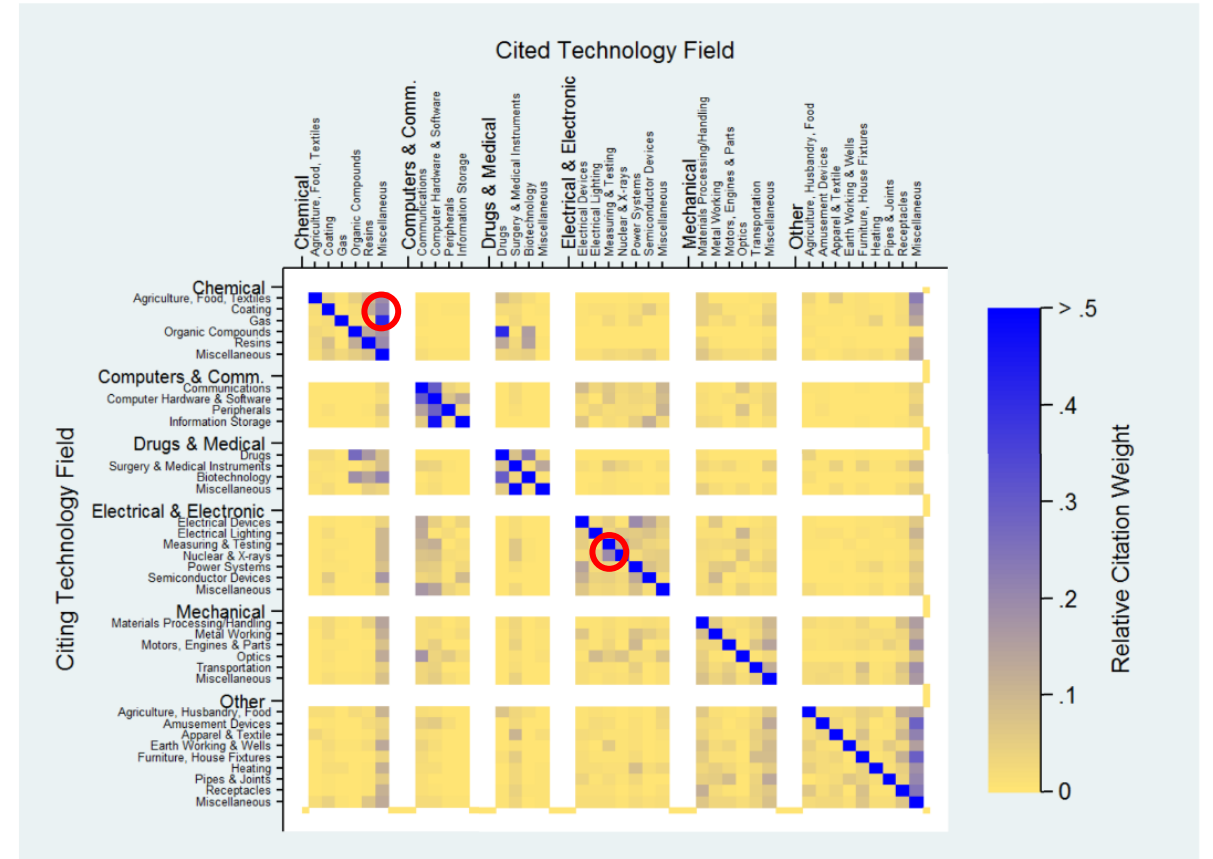 Cited Technology Field
Chemical
Agriculture, Food, Textiles
Coating
Gas
Organic Compounds
Resins
Miscellaneous
Computers & Comm.
Communications
Computer Hardware & Software
Peripherals
Information Storage
Drugs & Medical
Drugs
Surgery & Medical Instruments
Biotechnology
Miscellaneous
Electrical & Electronic
Electrical Devices
Electrical Lighting
Measuring & Testing
Nuclear & X-rays
Power Systems
Semiconductor Devices
Miscellaneous
Mechanical
Materials Processing/Handling
Metal Working
Motors, Engines & Parts
Optics
Transportation
Miscellaneous
Other
Agriculture, Husbandry, Food
Amusement Devices
Apparel & Textile
Earth Working & Wells
Furniture, House Fixtures
Heating
Pipes & Joints
Receptacles
Miscellaneous
Citing Technology Field
Chemical
Agriculture, Food, Textiles
Coating
Gas
Organic Compounds
Resins
Miscellaneous
Computers & Comm.
Communications
Computer Hardware & Software
Peripherals
Information Storage
Drugs & Medical
Drugs
Surgery & Medical Instruments
Biotechnology
Miscellaneous
Electrical & Electronic
Electrical Devices
Electrical Lighting
Measuring & Testing
Nuclear & X-rays
Power Systems
Semiconductor Devices
Miscellaneous
Mechanical
Materials Processing/Handling
Metal Working
Motors, Engines & Parts
Optics
Transportation
Miscellaneous
Other
Agriculture, Husbandry, Food
Amusement Devices
Apparel & Textile
Earth Working & Wells
Furniture, House Fixtures
Heating
Pipes & Joints
Receptacles
Miscellaneous
> .5
.4
.3
.2
.1
0
Relative Citation Weight